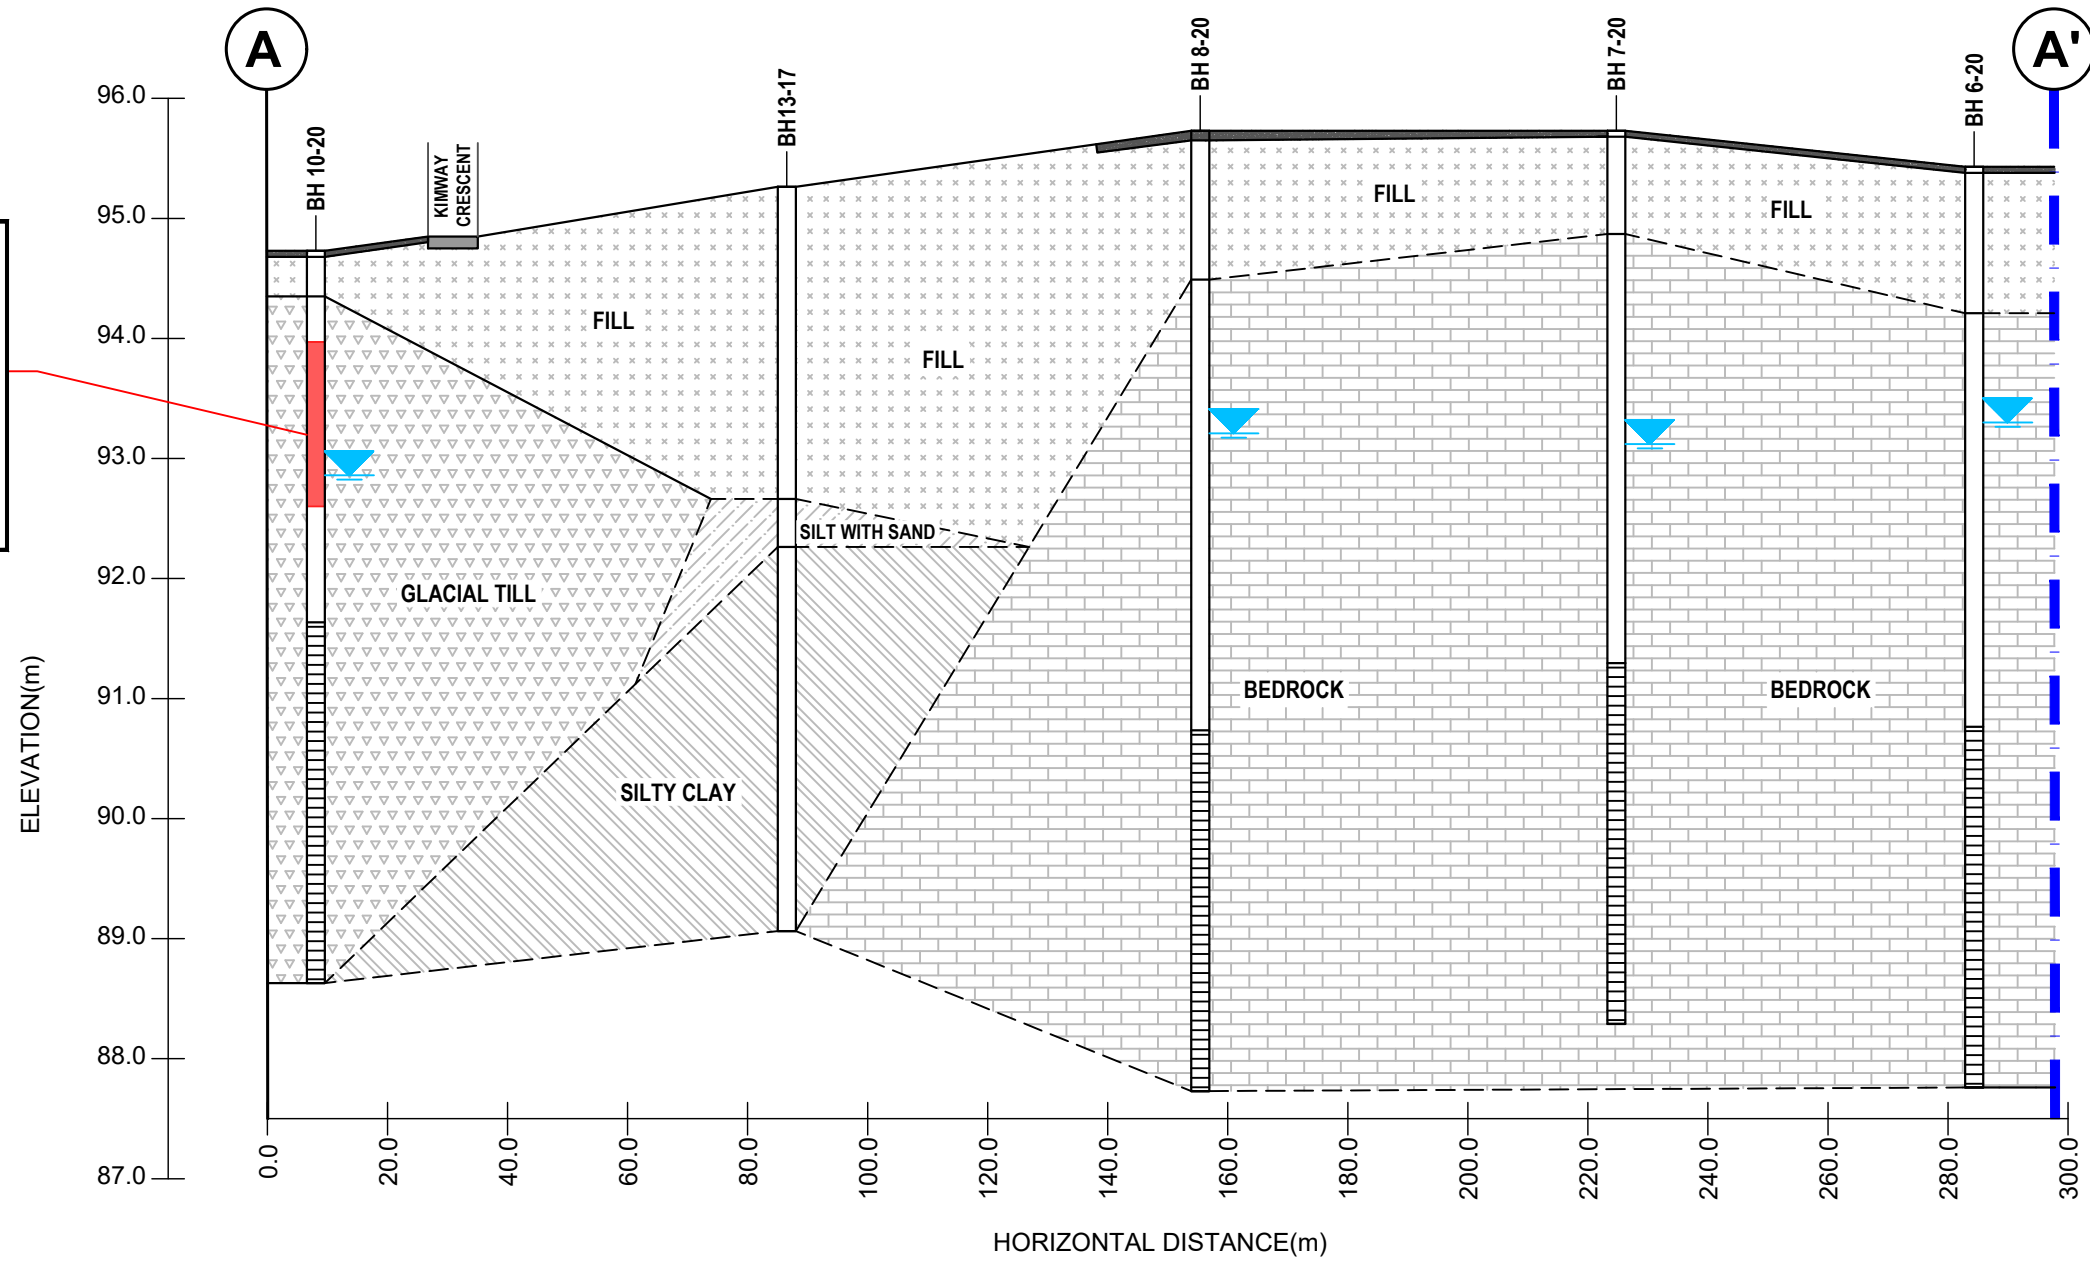 A
A'
BH 10-20
KIMWAY
CRESCENT
BH13-17
BH 8-20
BH 7-20
BH 6-20
96.0
95.0
94.0
93.0
92.0
91.0
90.0
89.0
88.0
87.0
ELEVATION(m)
FILL
FILL
FILL
FILL
SILT WITH SAND
GLACIAL TILL
SILTY CLAY
BEDROCK
BEDROCK
0.0
20.0
40.0
60.0
80.0
100.0
120.0
140.0
160.0
180.0
200.0
220.0
240.0
260.0
280.0
300.0
HORIZONTAL DISTANCE(m)